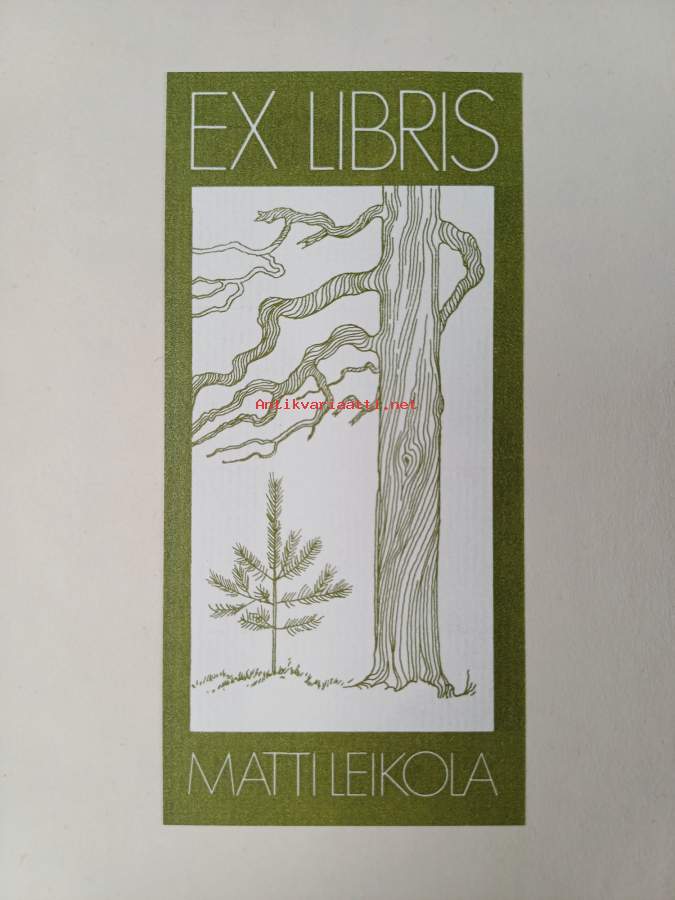 EX LIBRIS
Antikvariaatti.net
MATTI LEIKOLA